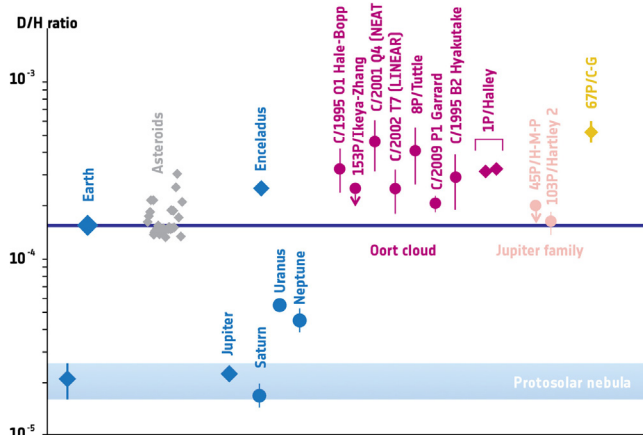 D/H ratio
10-3
10-4
10-5
Earth
Asteroids
Enceladus
C/1995 O1 Hale-Bopp
153P/Ikeya-Zhang
C/2001 Q4 (NEAT)
C/2002 T7 (LINEAR)
8P/Tuttle
C/2009 P1 Garrard
C/1995 B2 Hyakutake
1P/Halley
45P/H-M-P
103P/Hartley 2
67P/C-G
Oort cloud
Jupiter family
Uranus
Neptune
Jupiter
Saturn
Protosolar nebula